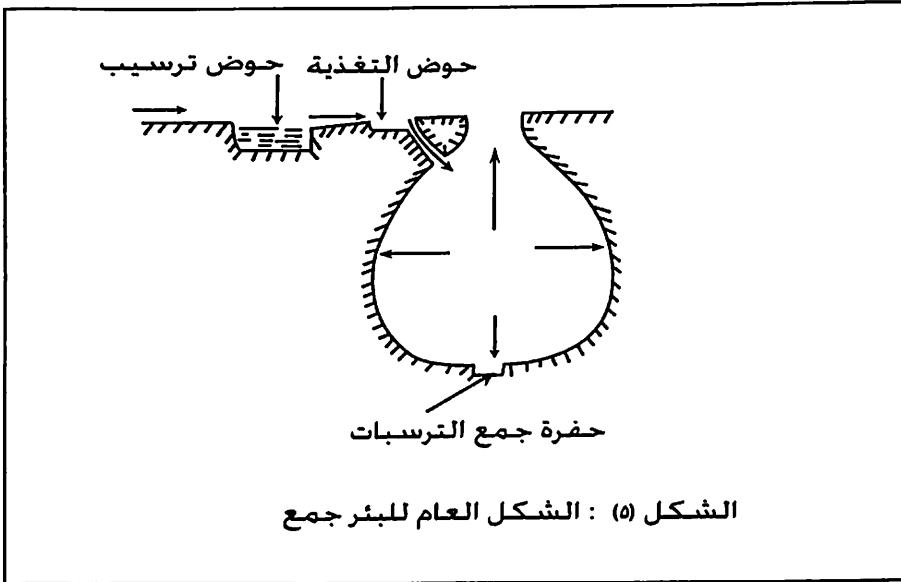 حوض التغذية
حوض ترسيب
حفرة جمع الترسبات
الشكل (٥) : الشكل العام للبئر جمع